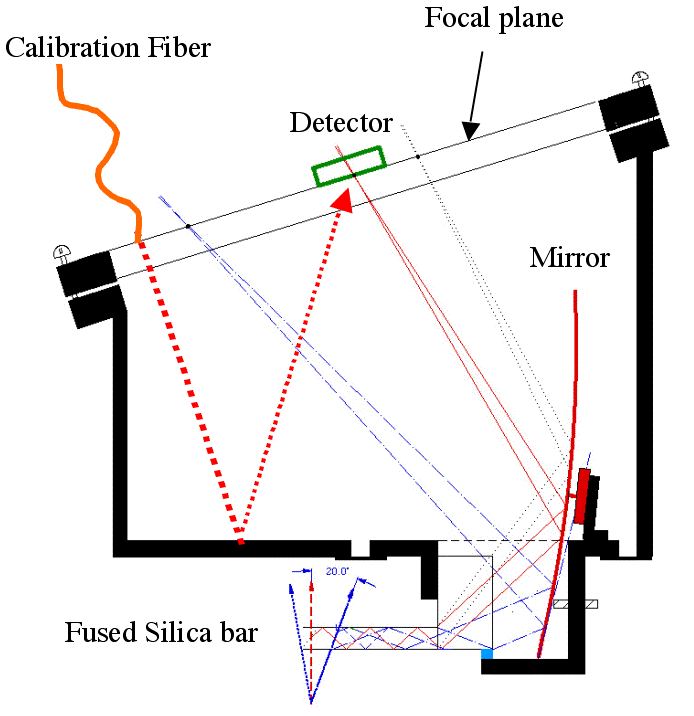 Focal plane
Calibration Fiber
Detector
Mirror
20.0°
Fused Silica bar